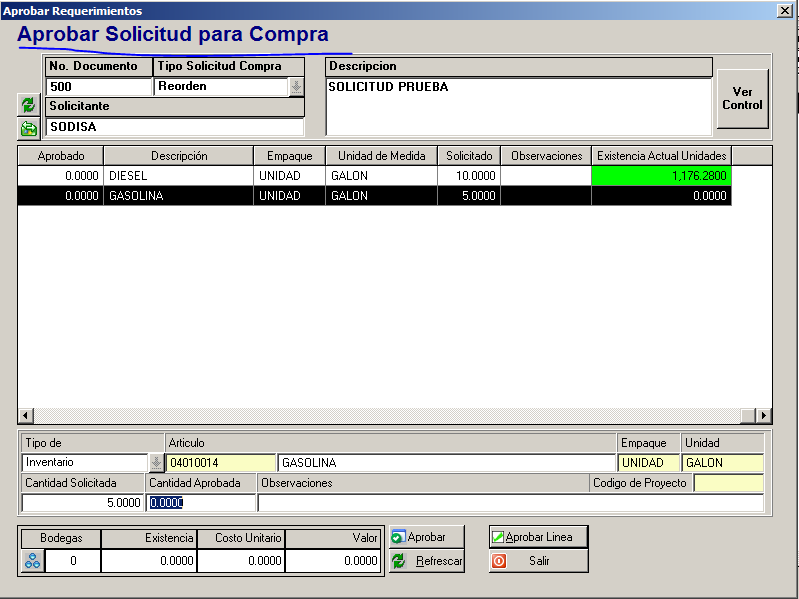 Aprobar Requerimientos
Aprobar Solicitud para Compra
No. Documento Tipo Solicitud Compra Descripcion
500 Reorden SOLICITUD PRUEBA
Solicitante
SODISA
Ver
Control
Aprobado Descripción Empaque Unidad de Medida Solicitado Observaciones Existencia Actual Unidades
0.0000 DIESEL UNIDAD GALON 10.0000 1,176.2800
0.0000 GASOLINA UNIDAD GALON 5.0000 0.0000
Tipo de Articulo Empaque Unidad
Inventario 04010014 GASOLINA UNIDAD GALON
Cantidad Solicitada Cantidad Aprobada Observaciones Codigo de Proyecto
5.0000 0.0000
Bodegas Existencia Costo Unitario Valor Aprobar Aprobar Linea
0 0.0000 0.0000 0.0000 Refrescar Salir